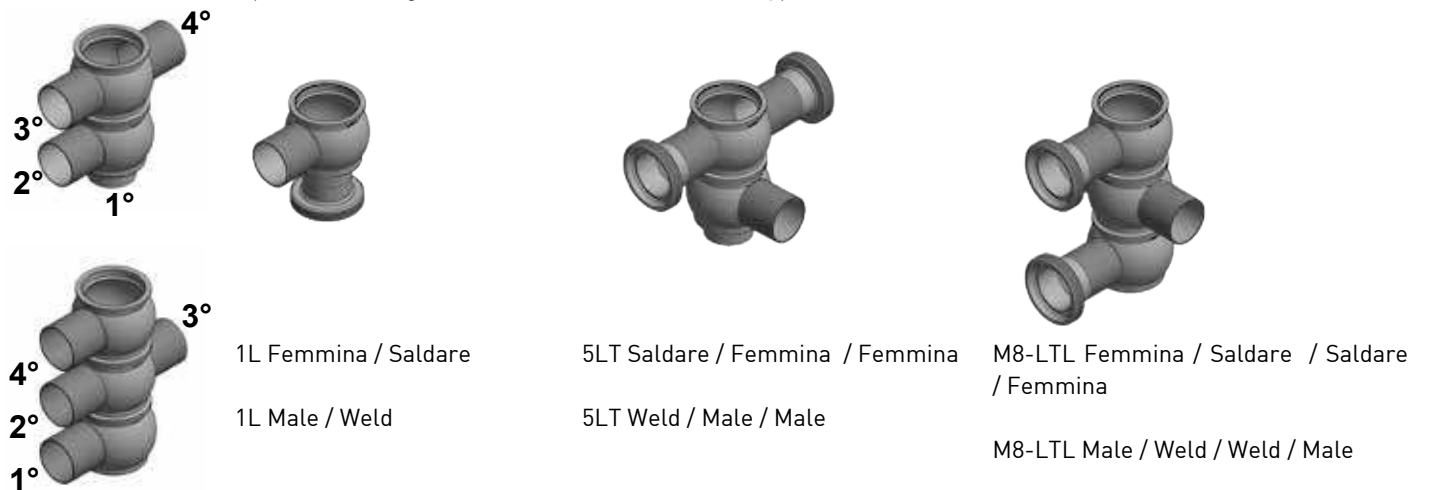 4°
3°
2°
1°
3°
4°
2°
1°
1L Femmina / Saldare
1L Male / Weld
5LT Saldare / Femmina / Femmina
5LT Weld / Male / Male
M8-LTL Femmina / Saldare / Saldare
/ Femmina
M8-LTL Male / Weld / Weld / Male